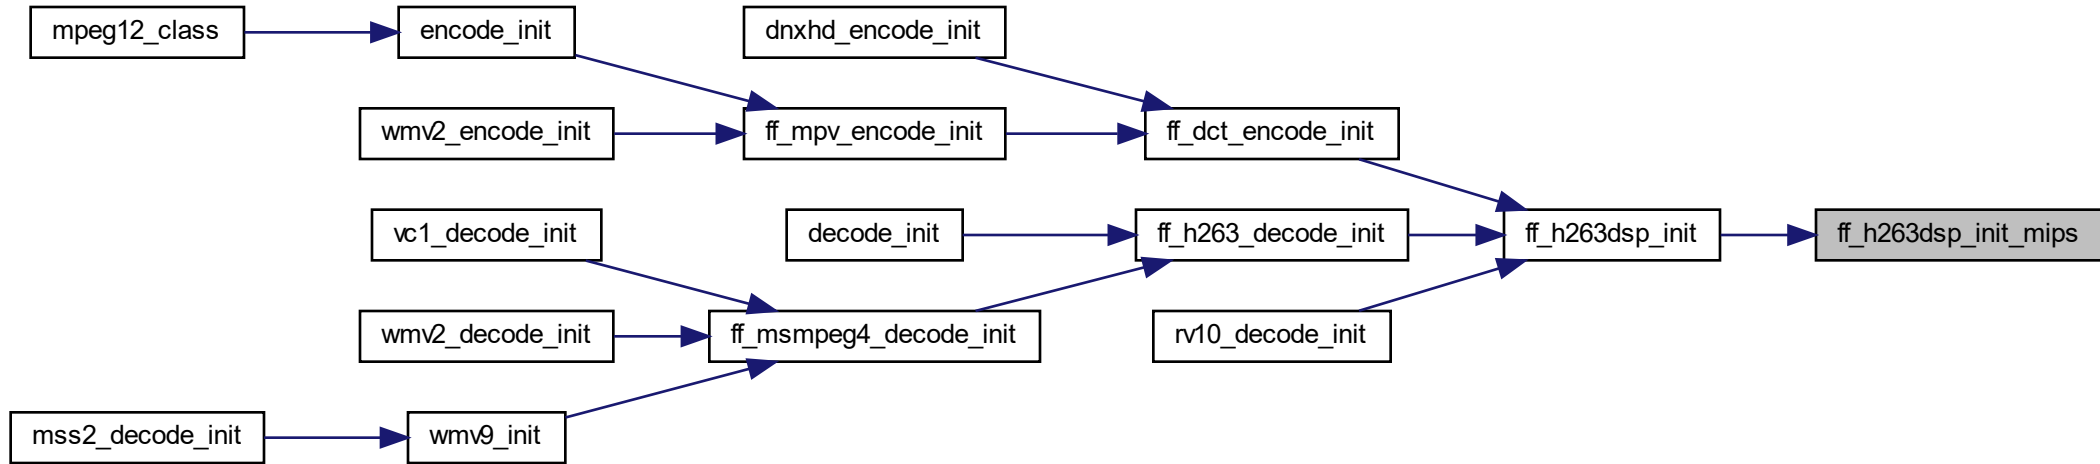 mpeg12_class
encode_init
dnxhd_encode_init
wmv2_encode_init
ff_mpv_encode_init
ff_dct_encode_init
vc1_decode_init
decode_init
ff_h263_decode_init
ff_h263dsp_init
ff_h263dsp_init_mips
wmv2_decode_init
ff_msmpeg4_decode_init
rv10_decode_init
mss2_decode_init
wmv9_init